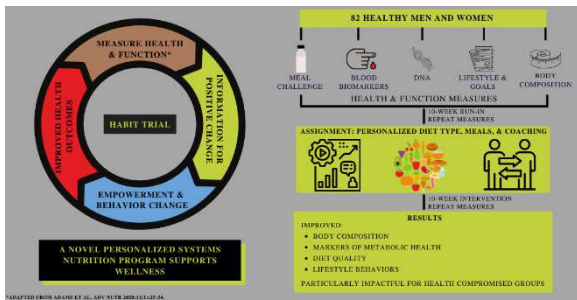 MEASURE HEALTH
& FUNCTION*
INFORMATION FOR
POSITIVE CHANGE
EMPOWERMENT &
BEHAVIOR CHANGE
IMPROVED HEALTH
OUTCOMES
HABIT TRIAL
A NOVEL PERSONALIZED SYSTEMS
NUTRITION PROGRAM SUPPORTS
WELLNESS
*ADAPTED FROM ADAMS ET AL. ADV NUTR 2020;11(1):25-34.
82 HEALTHY MEN AND WOMEN
MEAL
CHALLENGE
BLOOD
BIOMARKERS
DNA
LIFESTYLE &
GOALS
BODY
COMPOSITION
HEALTH & FUNCTION MEASURES
10-WEEK RUN-IN
REPEAT MEASURES
ASSIGNMENT: PERSONALIZED DIET TYPE, MEALS, & COACHING
10-WEEK INTERVENTION
REPEAT MEASURES
RESULTS
IMPROVED:
• BODY COMPOSITION
• MARKERS OF METABOLIC HEALTH
• DIET QUALITY
• LIFESTYLE BEHAVIORS
PARTICULARLY IMPACTFUL FOR HEALTH COMPROMISED GROUPS